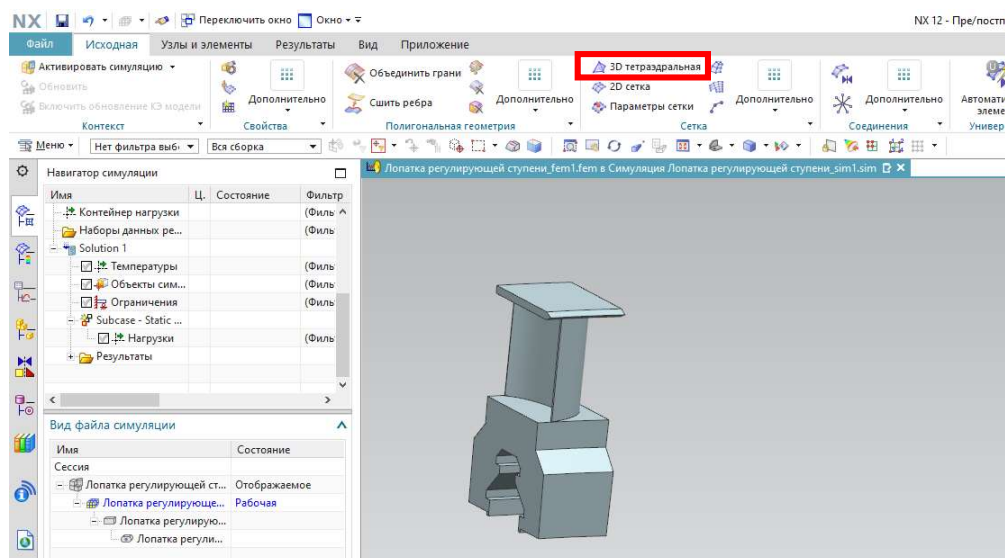 NX Переключить окно Окно NX 12 - Пре/постп
Файл Исходная Узлы и элементы Результаты Вид Приложение
Активировать симуляцию
Обновить
Включить обновление КЭ модели
Контекст
Дополнительно
Свойства
Объединить грани
Сшить ребра
Дополнительно
Полигональная геометрия
3D тетраэдральная
2D сетка
Параметры сетки
Дополнительно
Сетка
Дополнительно
Соединения
Автомати
элеме
Универ
Меню Нет фильтра выбо Вся сборка
Навигатор симуляции
Имя Ц. Состояние Фильтр
Контейнер нагрузки (Филь
Наборы данных ре... (Филь
Solution 1
Температуры (Филь
Объекты сим... (Филь
Ограничения (Филь
Subcase - Static ...
Нагрузки (Филь
Результаты
Вид файла симуляции
Имя Состояние
Сессия
Лопатка регулирующей ст... Отображаемое
Лопатка регулирующе... Рабочая
Лопатка регулирую...
Лопатка регули...
Лопатка регулирующей ступени_fem1.fem в Симуляция Лопатка регулирующей ступени_sim1.sim